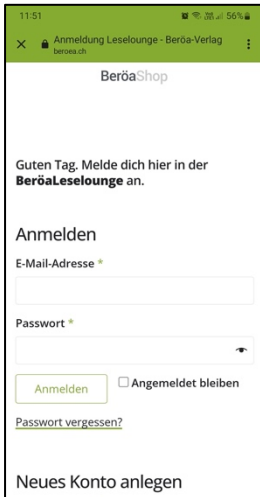 11:51
56%
Anmeldung Leselounge - Beröa-Verlag
beroea.ch
BeröaShop
Guten Tag. Melde dich hier in der
BeröaLeselounge an.
Anmelden
E-Mail-Adresse *
Passwort *
Anmelden
Angemeldet bleiben
Passwort vergessen?
Neues Konto anlegen